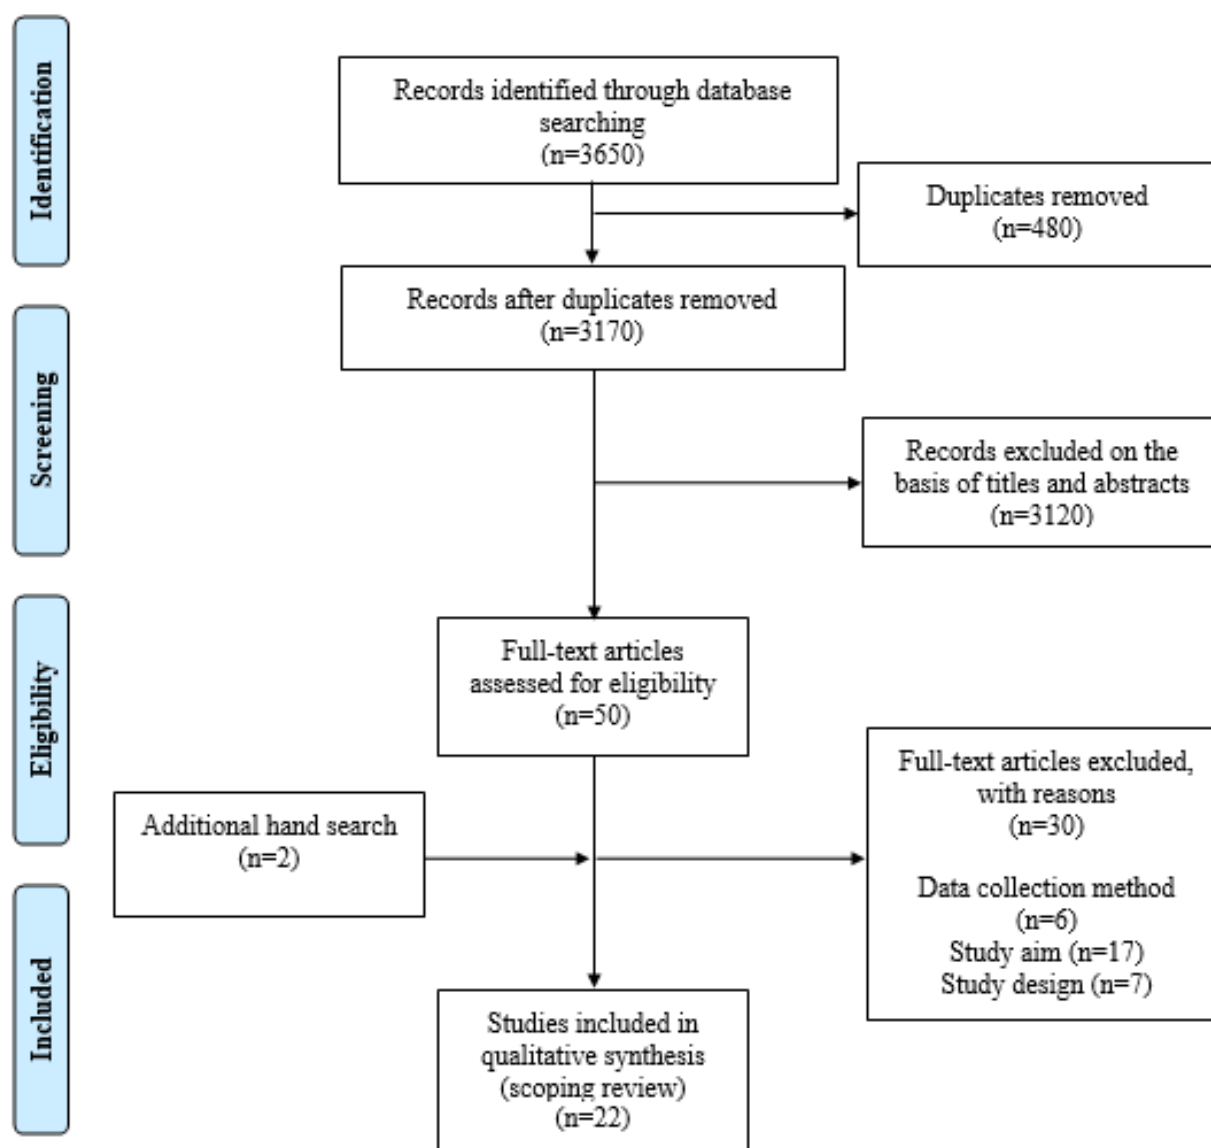 Identification
Records identified through database
searching
(n=3650)
Duplicates removed
(n=480)
Records after duplicates removed
(n=3170)
Screening
Records excluded on the
basis of titles and abstracts
(n=3120)
Eligibility
Full-text articles
assessed for eligibility
(n=50)
Full-text articles excluded,
with reasons
(n=30)
Data collection method
(n=6)
Study aim (n=17)
Study design (n=7)
Additional hand search
(n=2)
Included
Studies included in
qualitative synthesis
(scoping review)
(n=22)